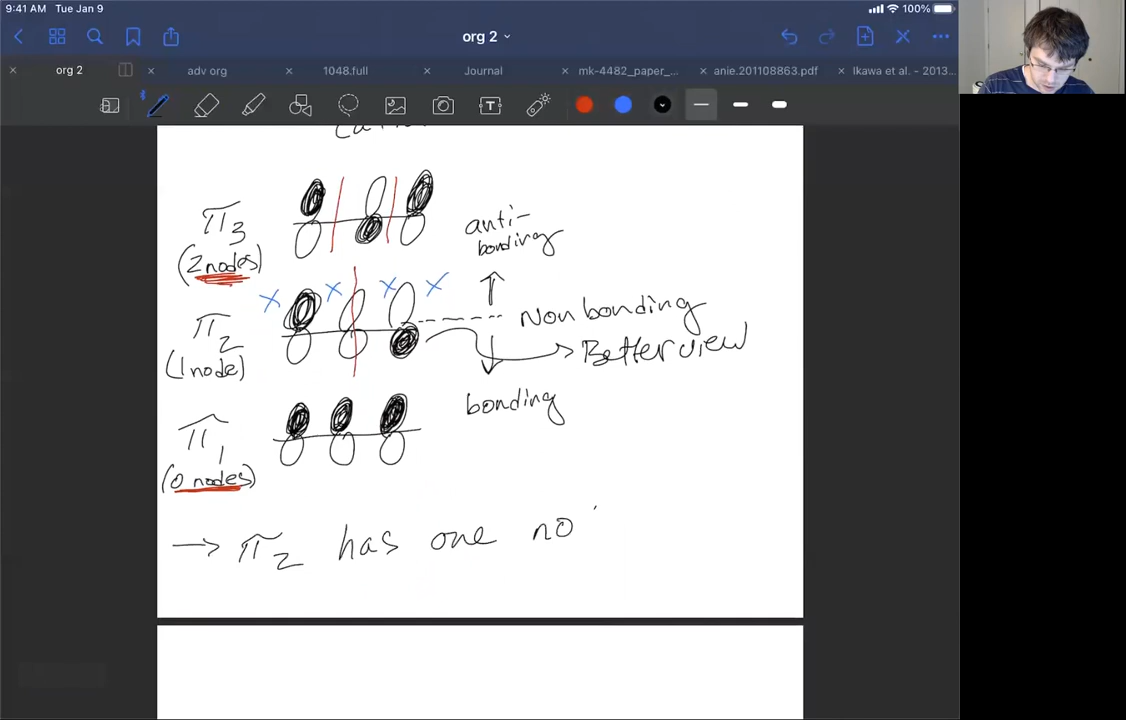 9:41 AM Tue Jan 9
100%
org 2
org 2
adv org
1048.full
Journal
mk-4482_paper_...
anie.201108863.pdf
Ikawa et al. - 2013...
π3
(2 nodes)
anti-
bonding
π2
(1 node)
Nonbonding
Better view
bonding
π1
(0 nodes)
→ π2 has one no